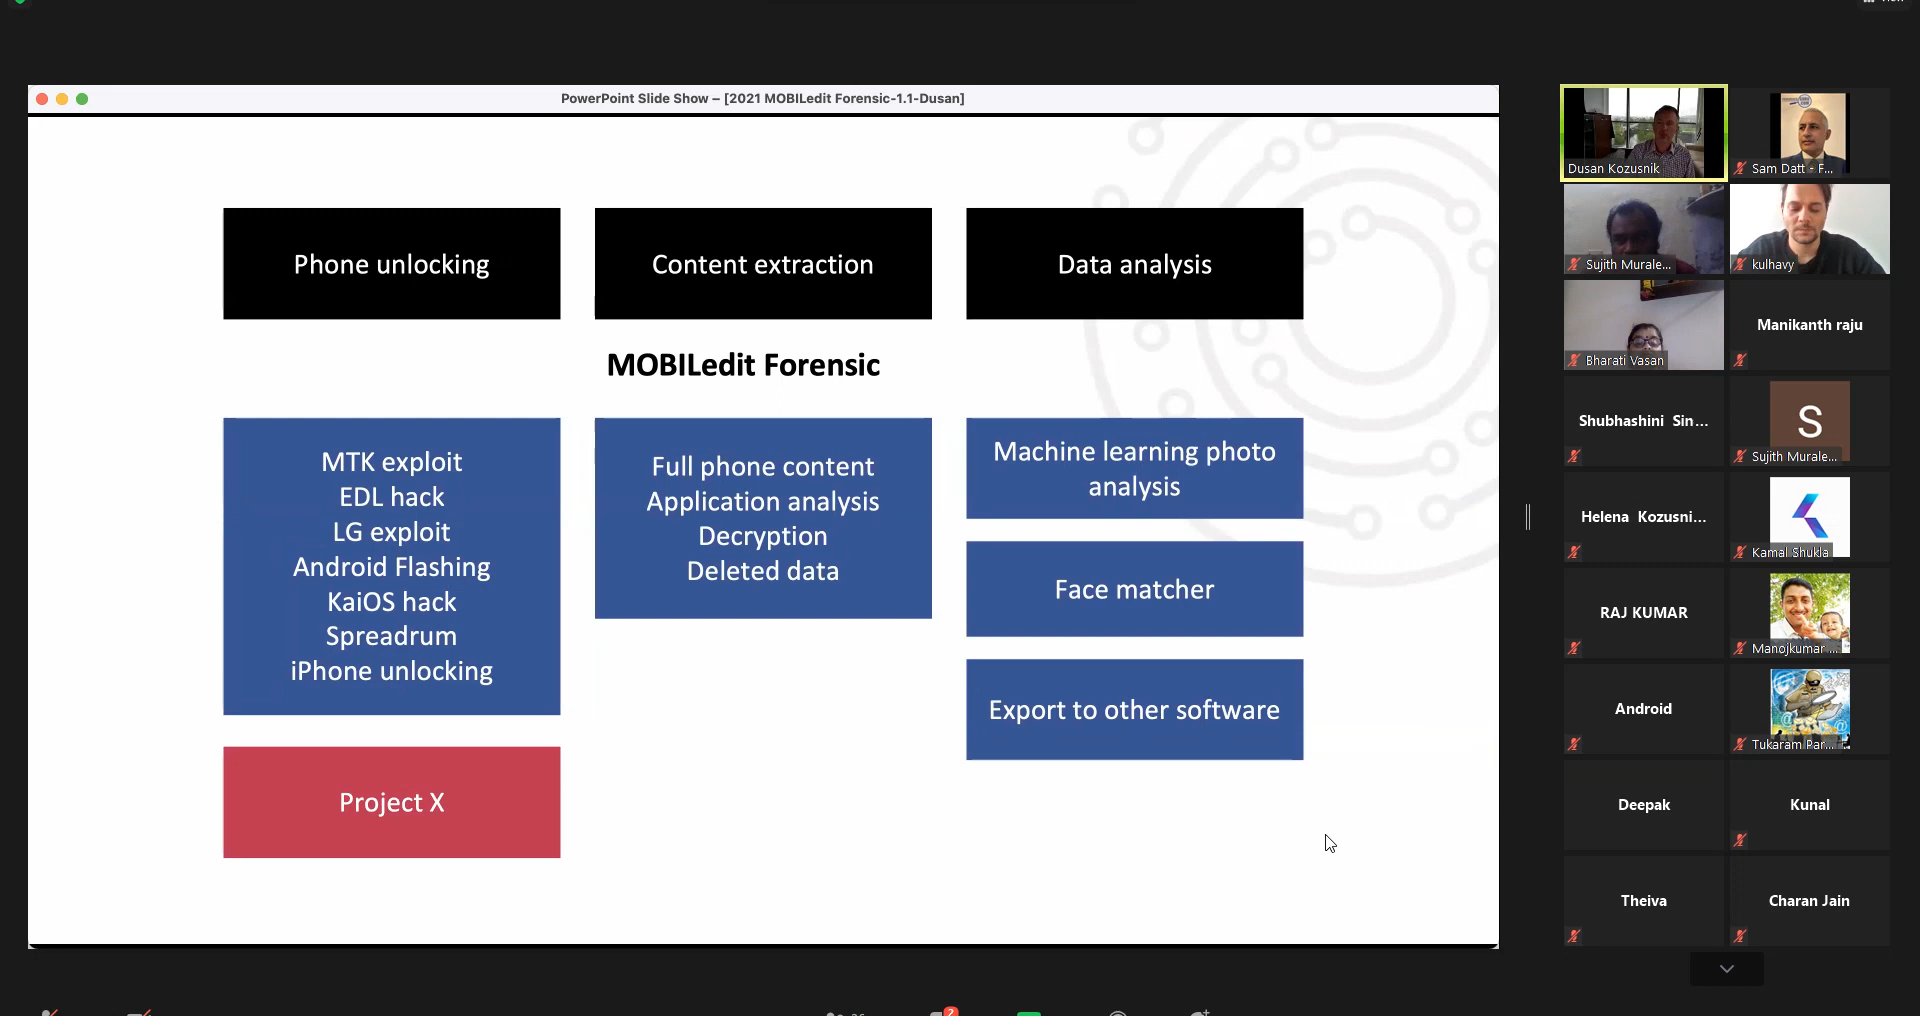 PowerPoint Slide Show – [2021 MOBILedit Forensic-1.1-Dusan]
Phone unlocking
Content extraction
Data analysis
MOBILedit Forensic
MTK exploit
EDL hack
LG exploit
Android Flashing
KaiOS hack
Spreadrum
iPhone unlocking
Full phone content
Application analysis
Decryption
Deleted data
Machine learning photo
analysis
Face matcher
Export to other software
Project X
Dusan Kozusnik
Sam Datt - F...
Sujith Murale...
kulhavy
Bharati Vasan
Manikanth raju
Shubhashini Sin...
S
Sujith Murale...
Helena Kozusni...
Kamal Shukla
RAJ KUMAR
Manojkumar ...
Android
Tukaram Par...
Deepak
Kunal
Theiva
Charan Jain
2